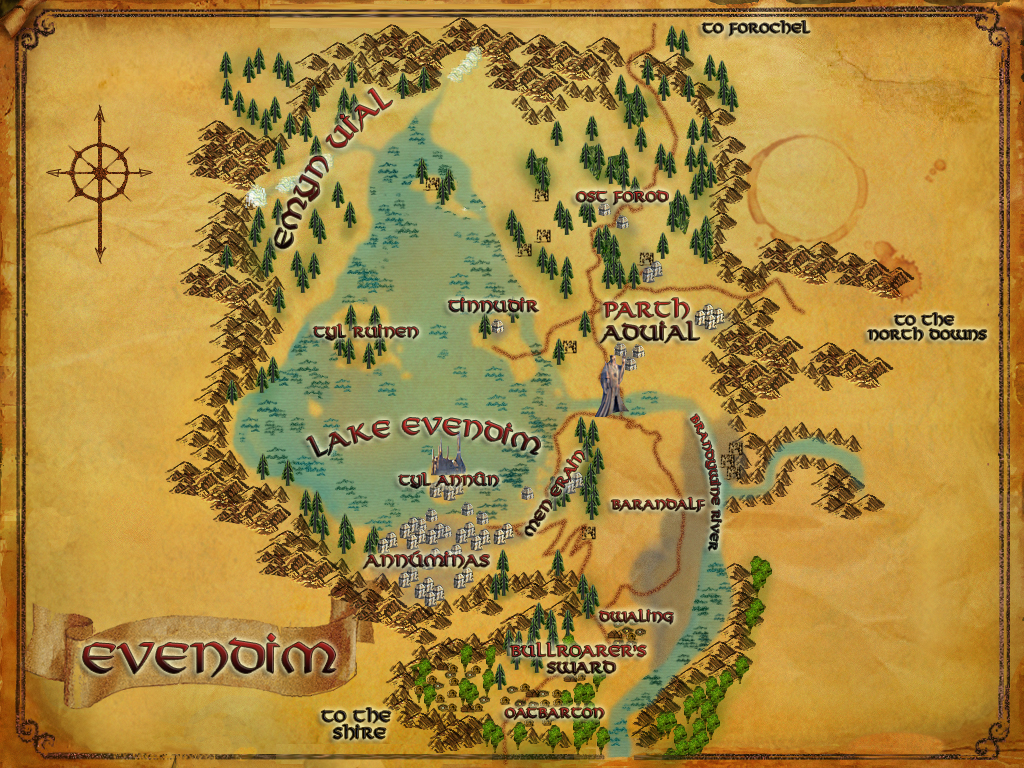 TO FOROCHEL
EMYN UIAL
OST FOROD
TINNUDIR
PARTH
ADUIAL
TYL RUINEN
TO THE
NORTH DOWNS
LAKE EVENDIM
BRANDYWINE RIVER
TYL ANNÛN
MEN ERAIN
BARANDALF
ANNÚMINAS
DWALING
EVENDIM
BULLROARER'S
SWARD
OATBARTON
TO THE
SHIRE